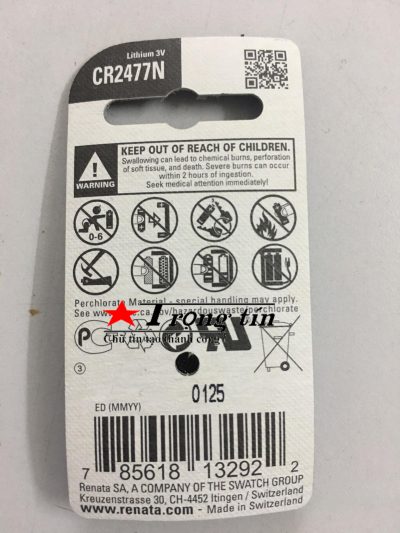 Lithium 3V
CR2477N
WARNING
KEEP OUT OF REACH OF CHILDREN.
Swallowing can lead to chemical burns, perforation
of soft tissue, and death. Severe burns can occur
within 2 hours of ingestion.
Seek medical attention immediately!
0-6
Perchlorate Material - special handling may apply.
See www. .ca.gov/hazardouswaste/perchlorate
Trọng tín
Chữ tín tạo thành công
3
0125
ED (MMYY)
7 85618 13292 2
Renata SA, A COMPANY OF THE SWATCH GROUP
Kreuzenstrasse 30, CH-4452 Itingen / Switzerland
www.renata.com - Made in Switzerland